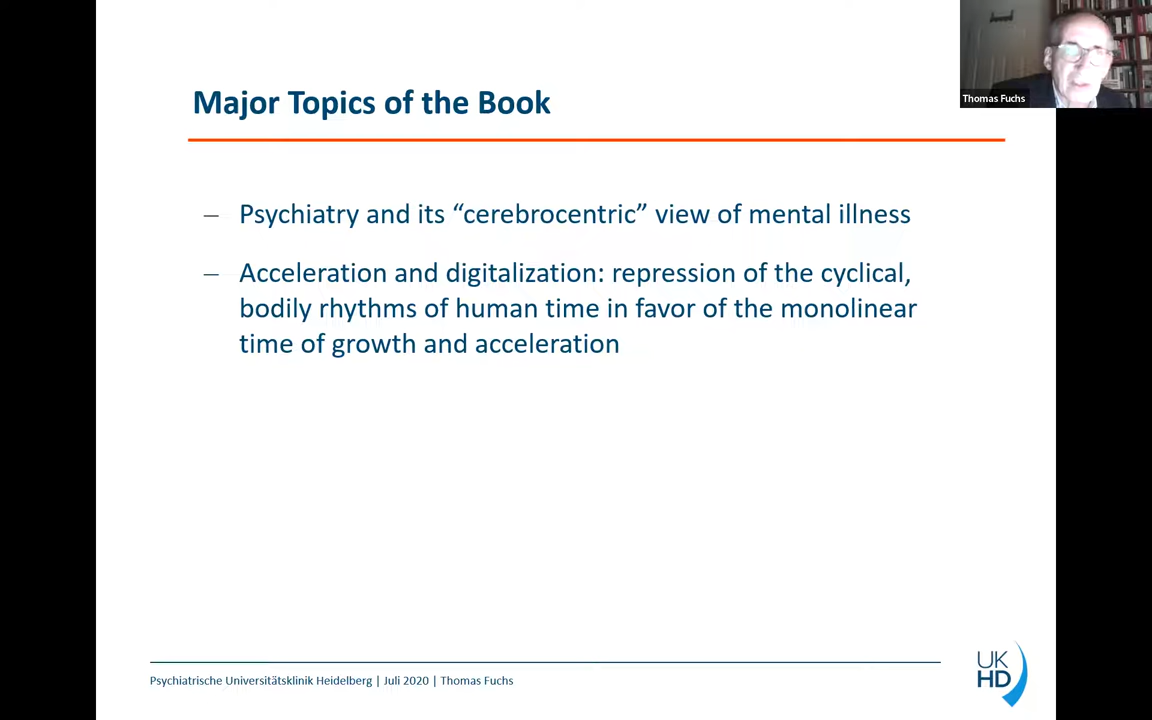 Thomas Fuchs
Major Topics of the Book
– Psychiatry and its “cerebrocentric” view of mental illness
– Acceleration and digitalization: repression of the cyclical,
bodily rhythms of human time in favor of the monolinear
time of growth and acceleration
Psychiatrische Universitätsklinik Heidelberg | Juli 2020 | Thomas Fuchs
UK
HD